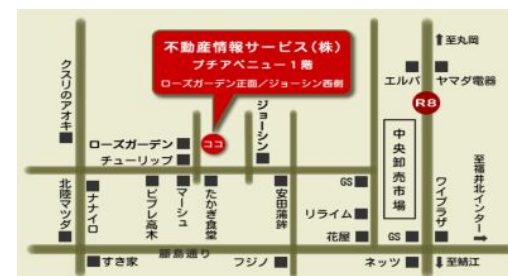 不動産情報サービス(株)
プチアベニュー1階
ローズガーデン正面/ジョーシン西側
ココ
クスリのアオキ
ローズガーデン
チューリップ
ジョーシン
↑至丸岡
エルパ
ヤマダ電器
R8
中央卸売市場
至福井北インター→
北陸マツダ
ナナイロ
ビブレ高木
マーシュ
たかぎ食堂
安田蒲鉾
GS
リライム
花屋
GS
ワイプラザ
藤島通り
すき家
フジノ
ネッツ
↓至鯖江